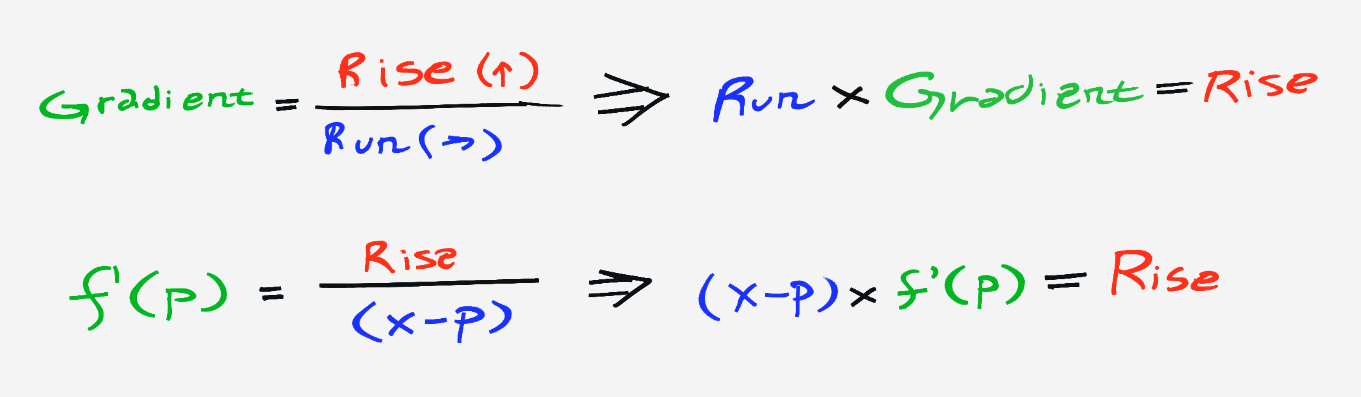 Gradient = Rise (↑) / Run (→) ⇛ Run × Gradient = Rise
f'(p) = Rise / (x-p) ⇒ (x-p) × f'(p) = Rise